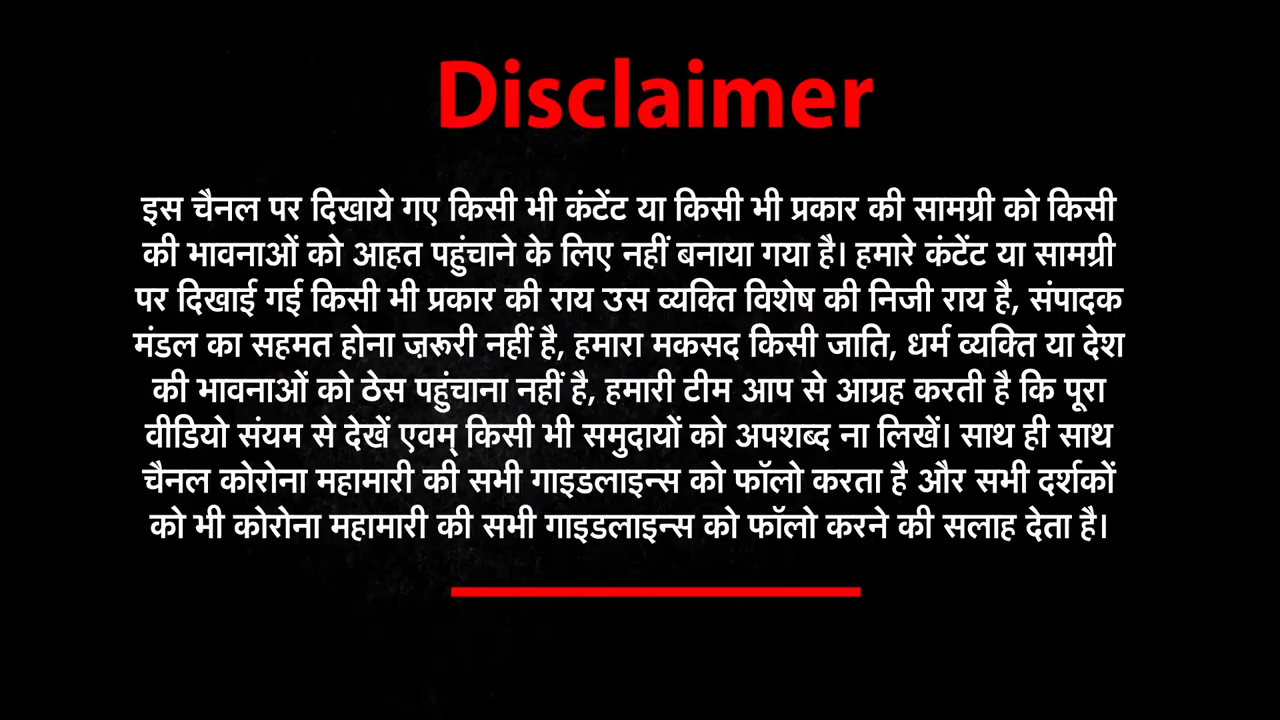 Disclaimer
इस चैनल पर दिखाये गए किसी भी कंटेंट या किसी भी प्रकार की सामग्री को किसी
की भावनाओं को आहत पहुंचाने के लिए नहीं बनाया गया है। हमारे कंटेंट या सामग्री
पर दिखाई गई किसी भी प्रकार की राय उस व्यक्ति विशेष की निजी राय है, संपादक
मंडल का सहमत होना ज़रूरी नहीं है, हमारा मकसद किसी जाति, धर्म व्यक्ति या देश
की भावनाओं को ठेस पहुंचाना नहीं है, हमारी टीम आप से आग्रह करती है कि पूरा
वीडियो संयम से देखें एवम् किसी भी समुदायों को अपशब्द ना लिखें। साथ ही साथ
चैनल कोरोना महामारी की सभी गाइडलाइन्स को फॉलो करता है और सभी दर्शकों
को भी कोरोना महामारी की सभी गाइडलाइन्स को फॉलो करने की सलाह देता है।